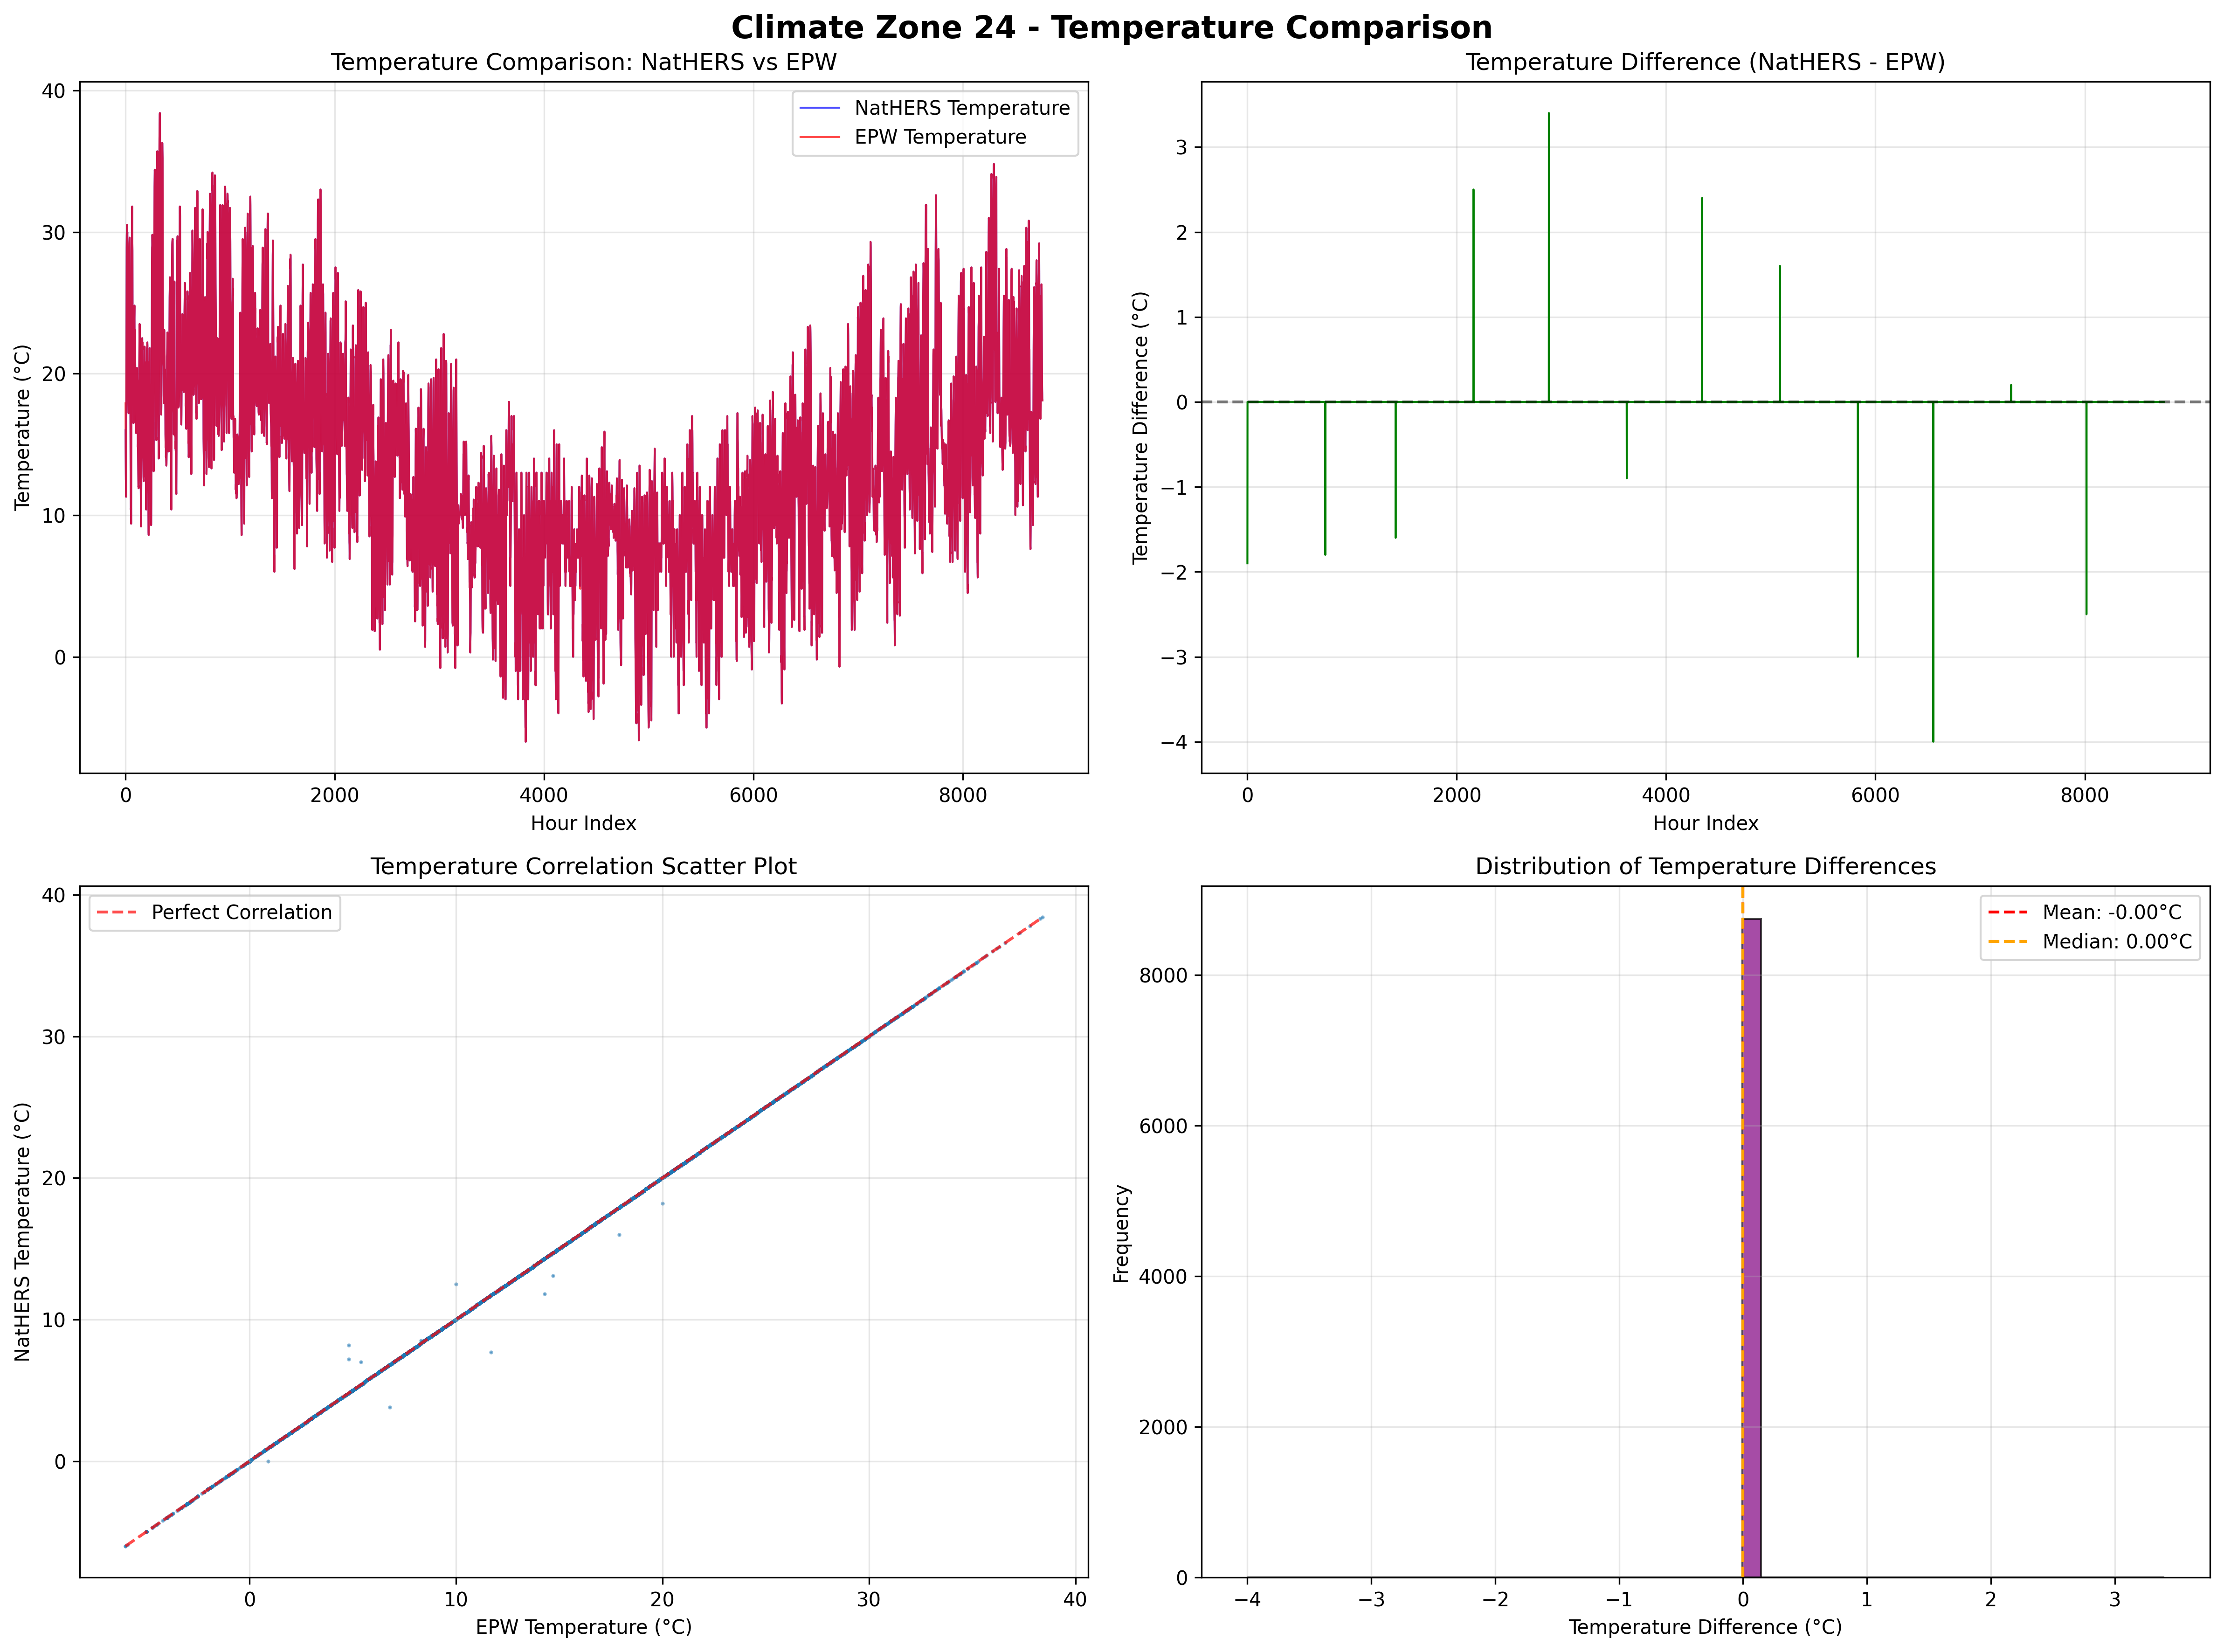 Climate Zone 24 - Temperature Comparison
Temperature Comparison: NatHERS vs EPW
40
30
20
10
0
Temperature (°C)
NatHERS Temperature
EPW Temperature
0
2000
4000
6000
8000
Hour Index
Temperature Difference (NatHERS - EPW)
3
2
1
0
−1
−2
−3
−4
Temperature Difference (°C)
0
2000
4000
6000
8000
Hour Index
Temperature Correlation Scatter Plot
40
30
20
10
0
NatHERS Temperature (°C)
Perfect Correlation
0
10
20
30
40
EPW Temperature (°C)
Distribution of Temperature Differences
8000
6000
4000
2000
0
Frequency
Mean: -0.00°C
Median: 0.00°C
−4
−3
−2
−1
0
1
2
3
Temperature Difference (°C)